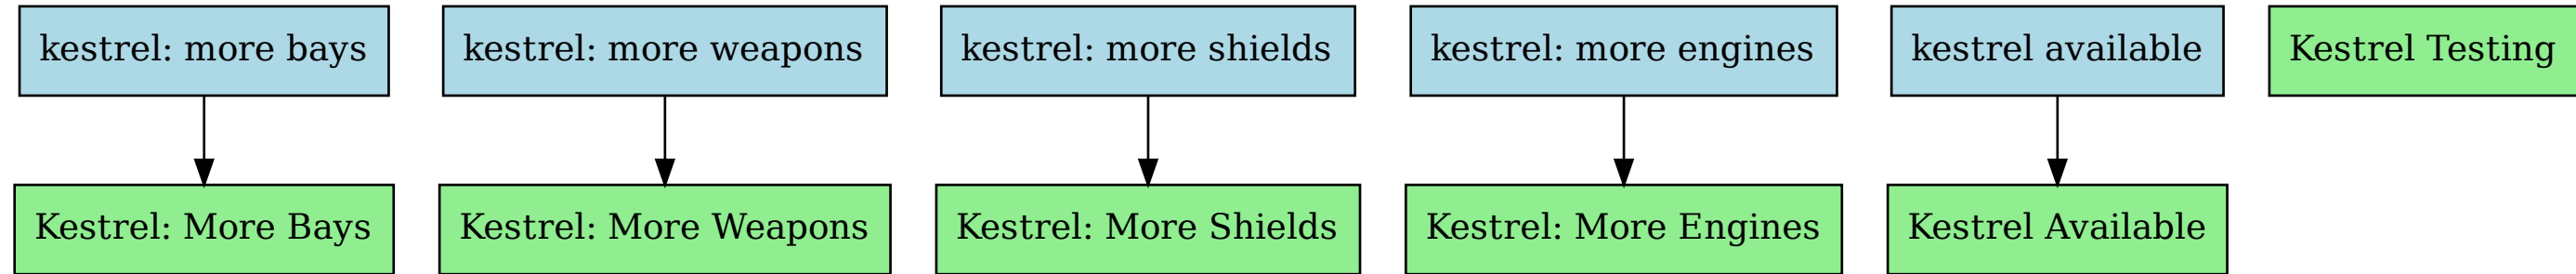 kestrel: more bays
kestrel: more weapons
kestrel: more shields
kestrel: more engines
kestrel available
Kestrel Testing
Kestrel: More Bays
Kestrel: More Weapons
Kestrel: More Shields
Kestrel: More Engines
Kestrel Available